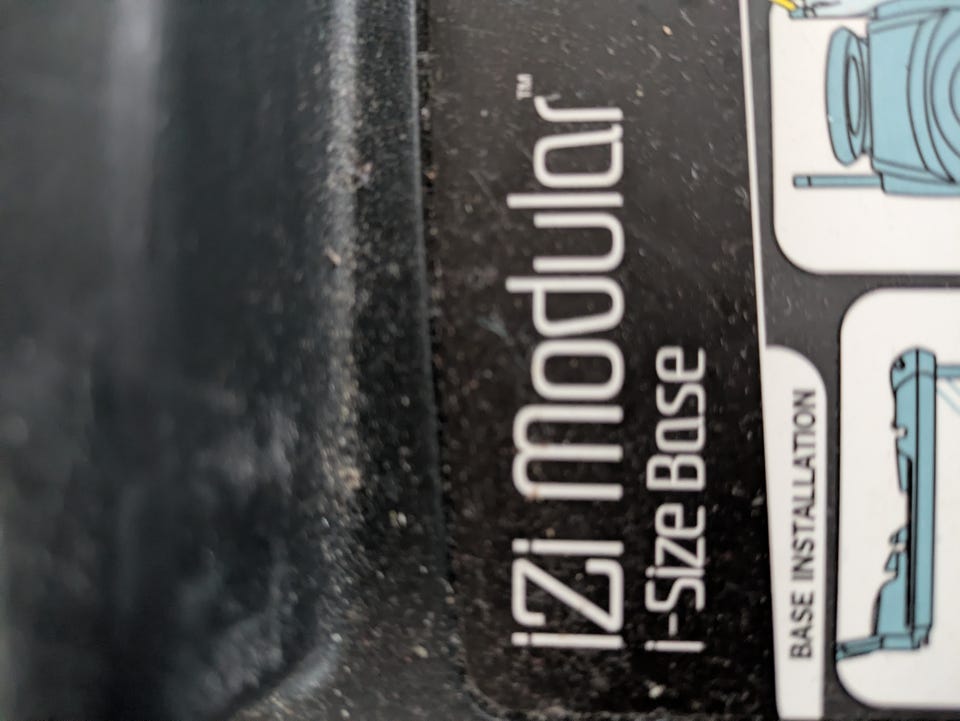 iZi modular™
i-Size Base
BASE INSTALLATION